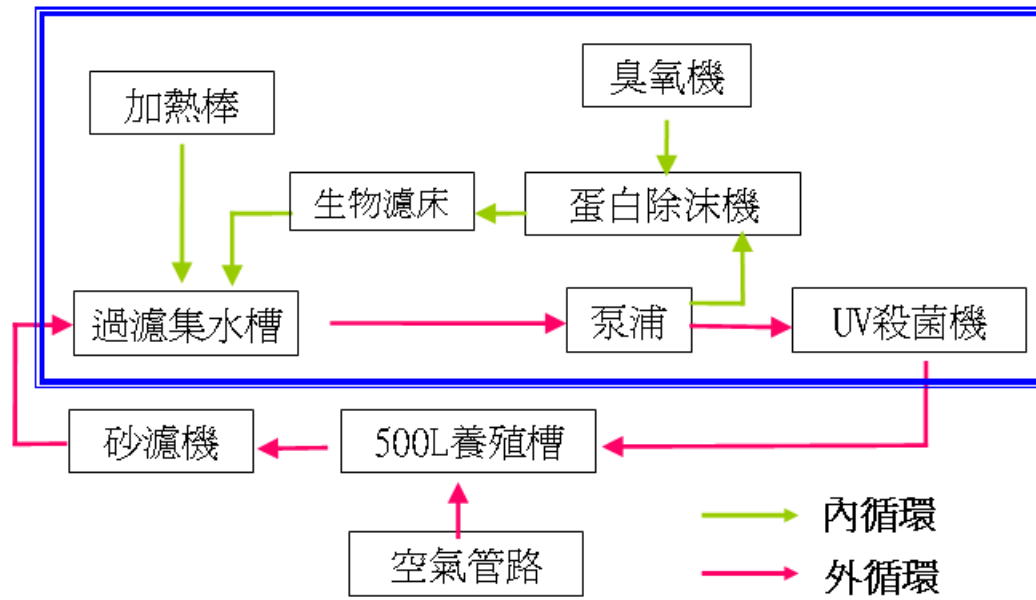 臭氧機
加熱棒
生物濾床
蛋白除沫機
過濾集水槽
泵浦
UV殺菌機
砂濾機
500L養殖槽
內循環
空氣管路
外循環